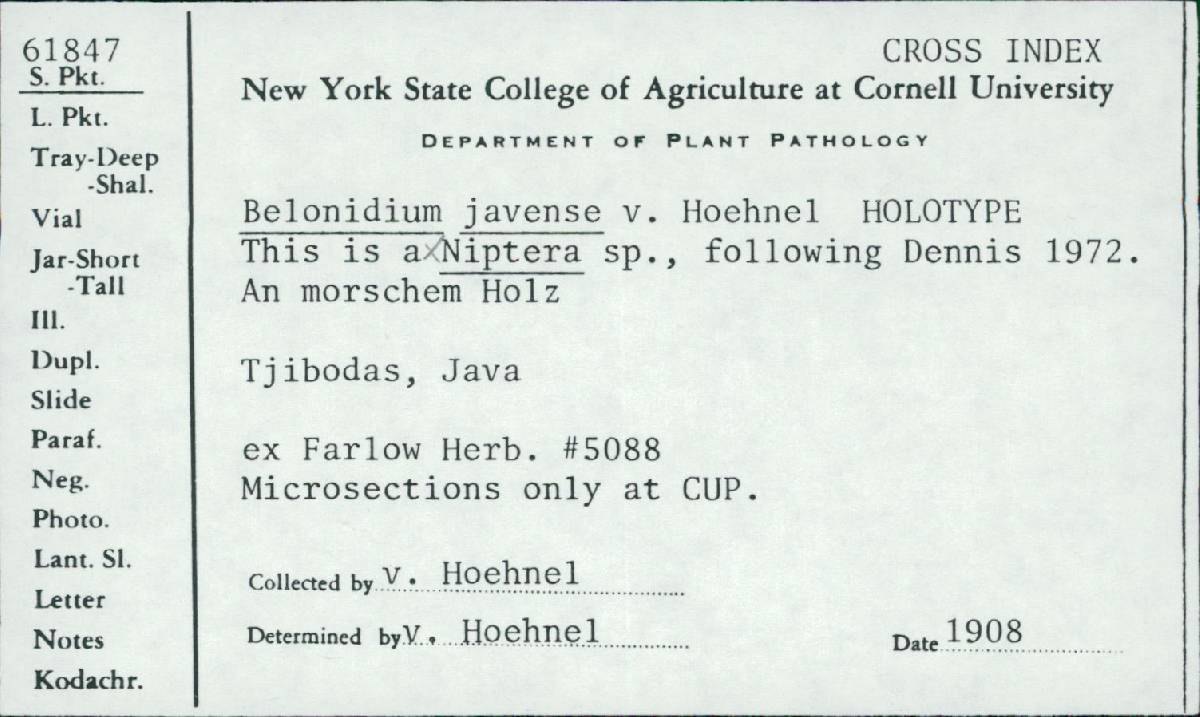 61847
S. Pkt.
L. Pkt.
Tray-Deep
-Shal.
Vial
Jar-Short
-Tall
Ill.
Dupl.
Slide
Paraf.
Neg.
Photo.
Lant. Sl.
Letter
Notes
Kodachr.
CROSS INDEX
New York State College of Agriculture at Cornell University
DEPARTMENT OF PLANT PATHOLOGY
Belonidium javense v. Hoehnel HOLOTYPE
This is a Niptera sp., following Dennis 1972.
An morschem Holz
Tjibodas, Java
ex Farlow Herb. #5088
Microsections only at CUP.
Collected by v. Hoehnel
Determined by V. Hoehnel
Date 1908